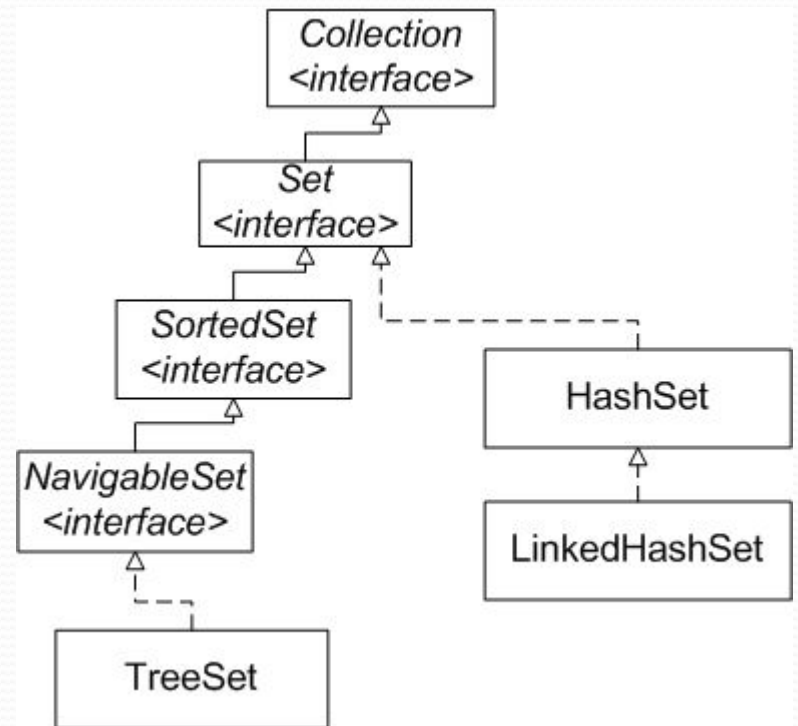 Collection
<interface>
Set
<interface>
SortedSet
<interface>
HashSet
NavigableSet
<interface>
LinkedHashSet
TreeSet